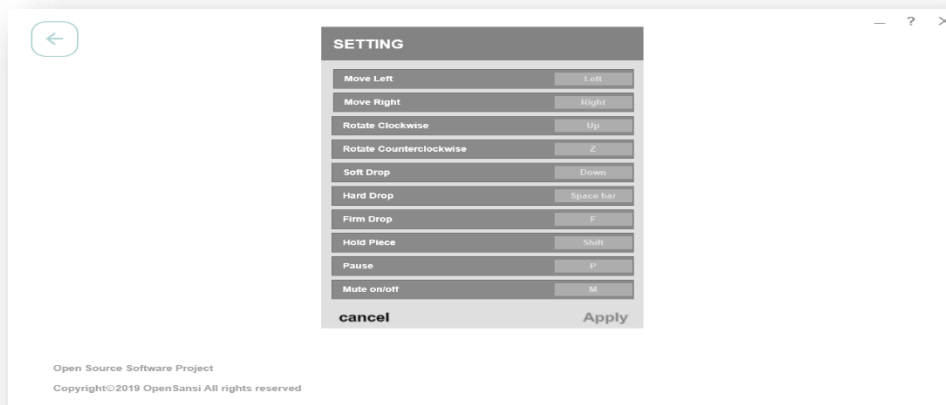 ?
SETTING
Move Left Left
Move Right Right
Rotate Clockwise Up
Rotate Counterclockwise Z
Soft Drop Down
Hard Drop Space bar
Firm Drop F
Hold Piece Shift
Pause P
Mute on/off M
cancel Apply
Open Source Software Project
Copyright©2019 OpenSansi All rights reserved